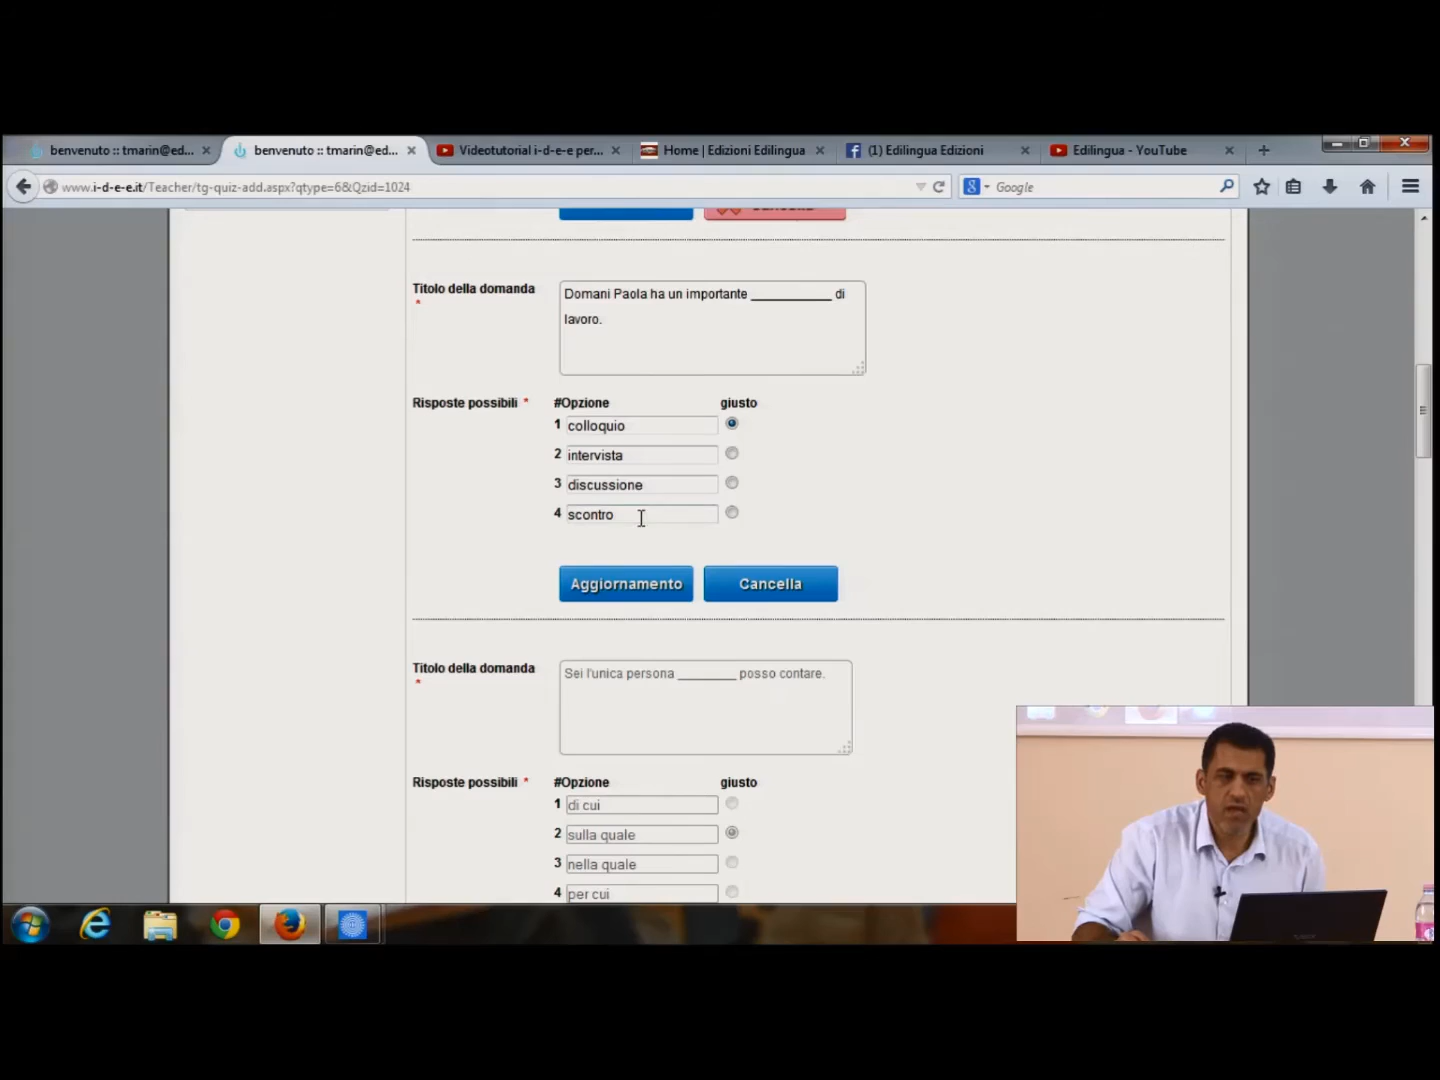 benvenuto :: tmarin@ed...
benvenuto :: tmarin@ed...
Videotutorial i-d-e-e per...
Home | Edizioni Edilingua
(1) Edilingua Edizioni
Edilingua - YouTube
www.i-d-e-e.it/Teacher/tg-quiz-add.aspx?qtype=6&Qzid=1024
Google
Titolo della domanda *
Domani Paola ha un importante ___________ di
lavoro.
Risposte possibili * #Opzione giusto
1 colloquio
2 intervista
3 discussione
4 scontro
Aggiornamento Cancella
Titolo della domanda *
Sei l'unica persona ________ posso contare.
Risposte possibili * #Opzione giusto
1 di cui
2 sulla quale
3 nella quale
4 per cui